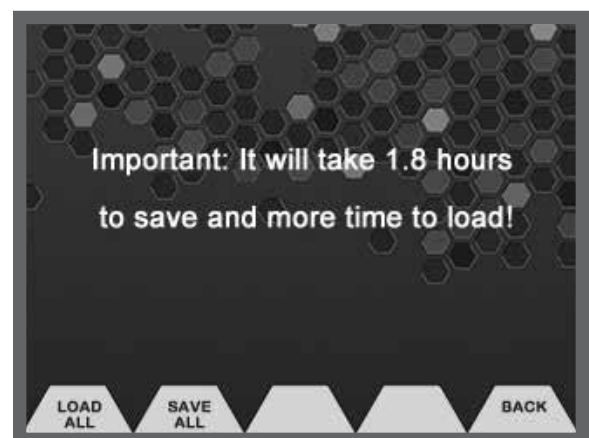 Important: It will take 1.8 hours
to save and more time to load!
LOAD
ALL
SAVE
ALL
BACK